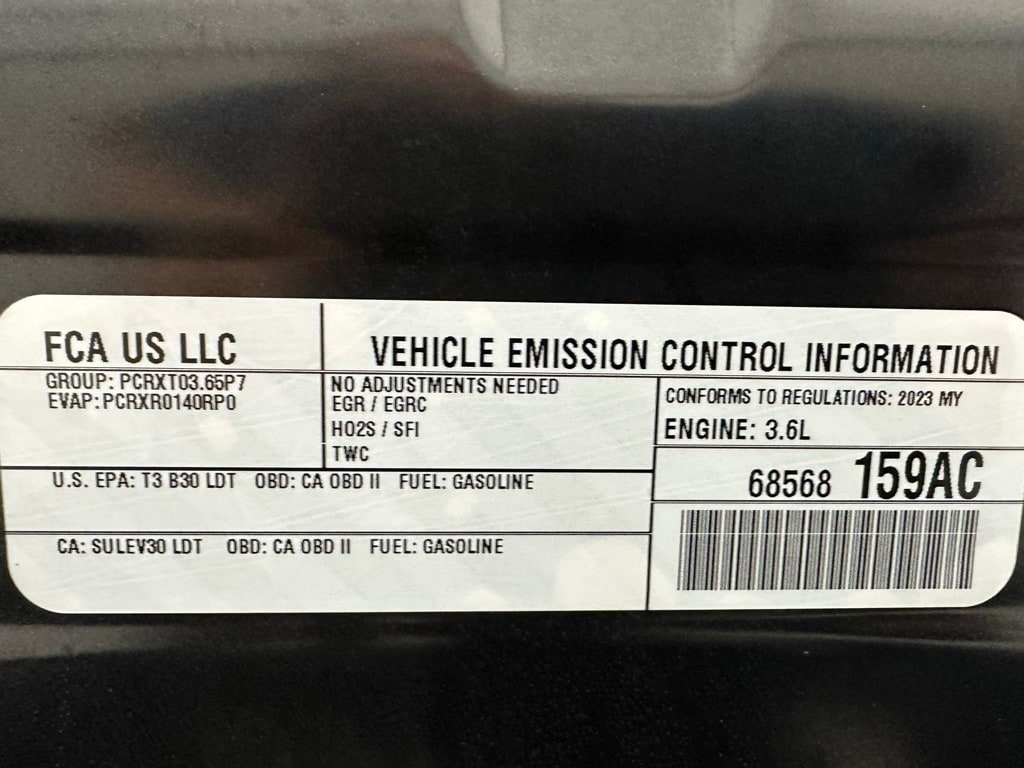 FCA US LLC
VEHICLE EMISSION CONTROL INFORMATION
GROUP: PCRXT03.65P7
EVAP: PCRXR0140RP0
NO ADJUSTMENTS NEEDED
EGR / EGRC
HO2S / SFI
TWC
CONFORMS TO REGULATIONS: 2023 MY
ENGINE: 3.6L
68568 159AC
U.S. EPA: T3 B30 LDT OBD: CA OBD II FUEL: GASOLINE
CA: SULEV30 LDT OBD: CA OBD II FUEL: GASOLINE